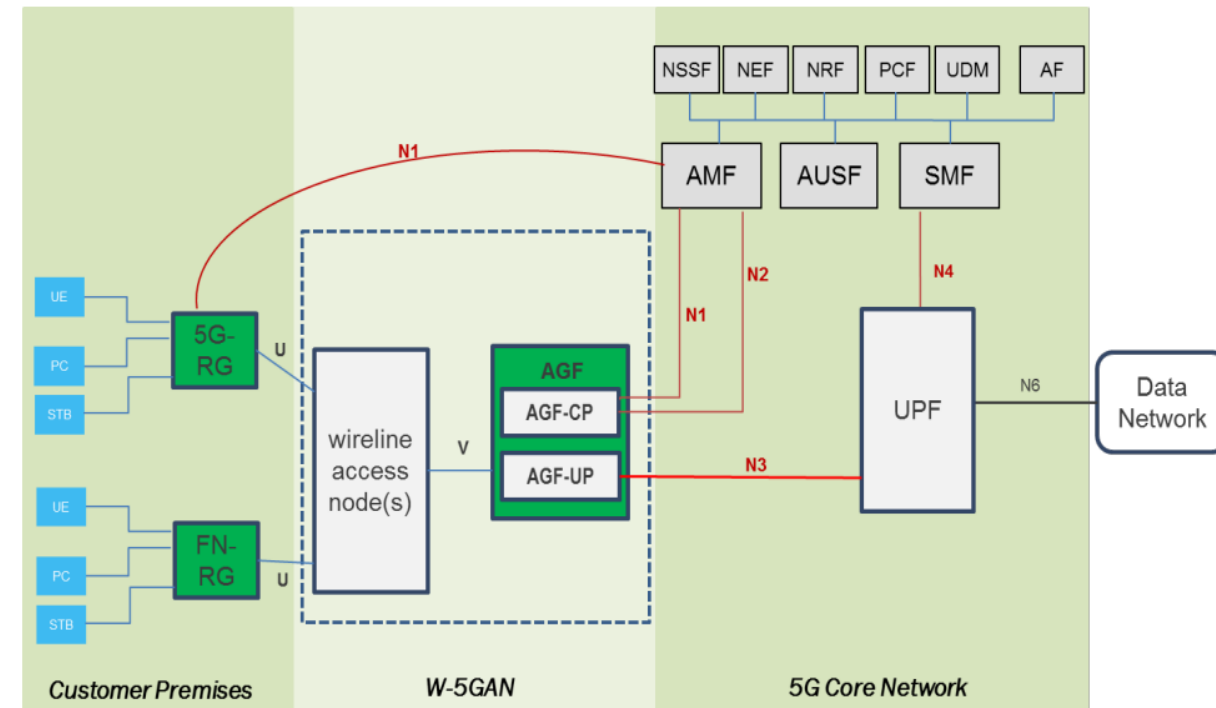 NSSF
NEF
NRF
PCF
UDM
AF
N1
AMF
AUSF
SMF
N2
N4
N1
UE
PC
STB
5G-
RG
U
wireline
access
node(s)
V
AGF
AGF-CP
AGF-UP
N3
UPF
N6
Data
Network
UE
PC
STB
FN-
RG
U
Customer Premises
W-5GAN
5G Core Network